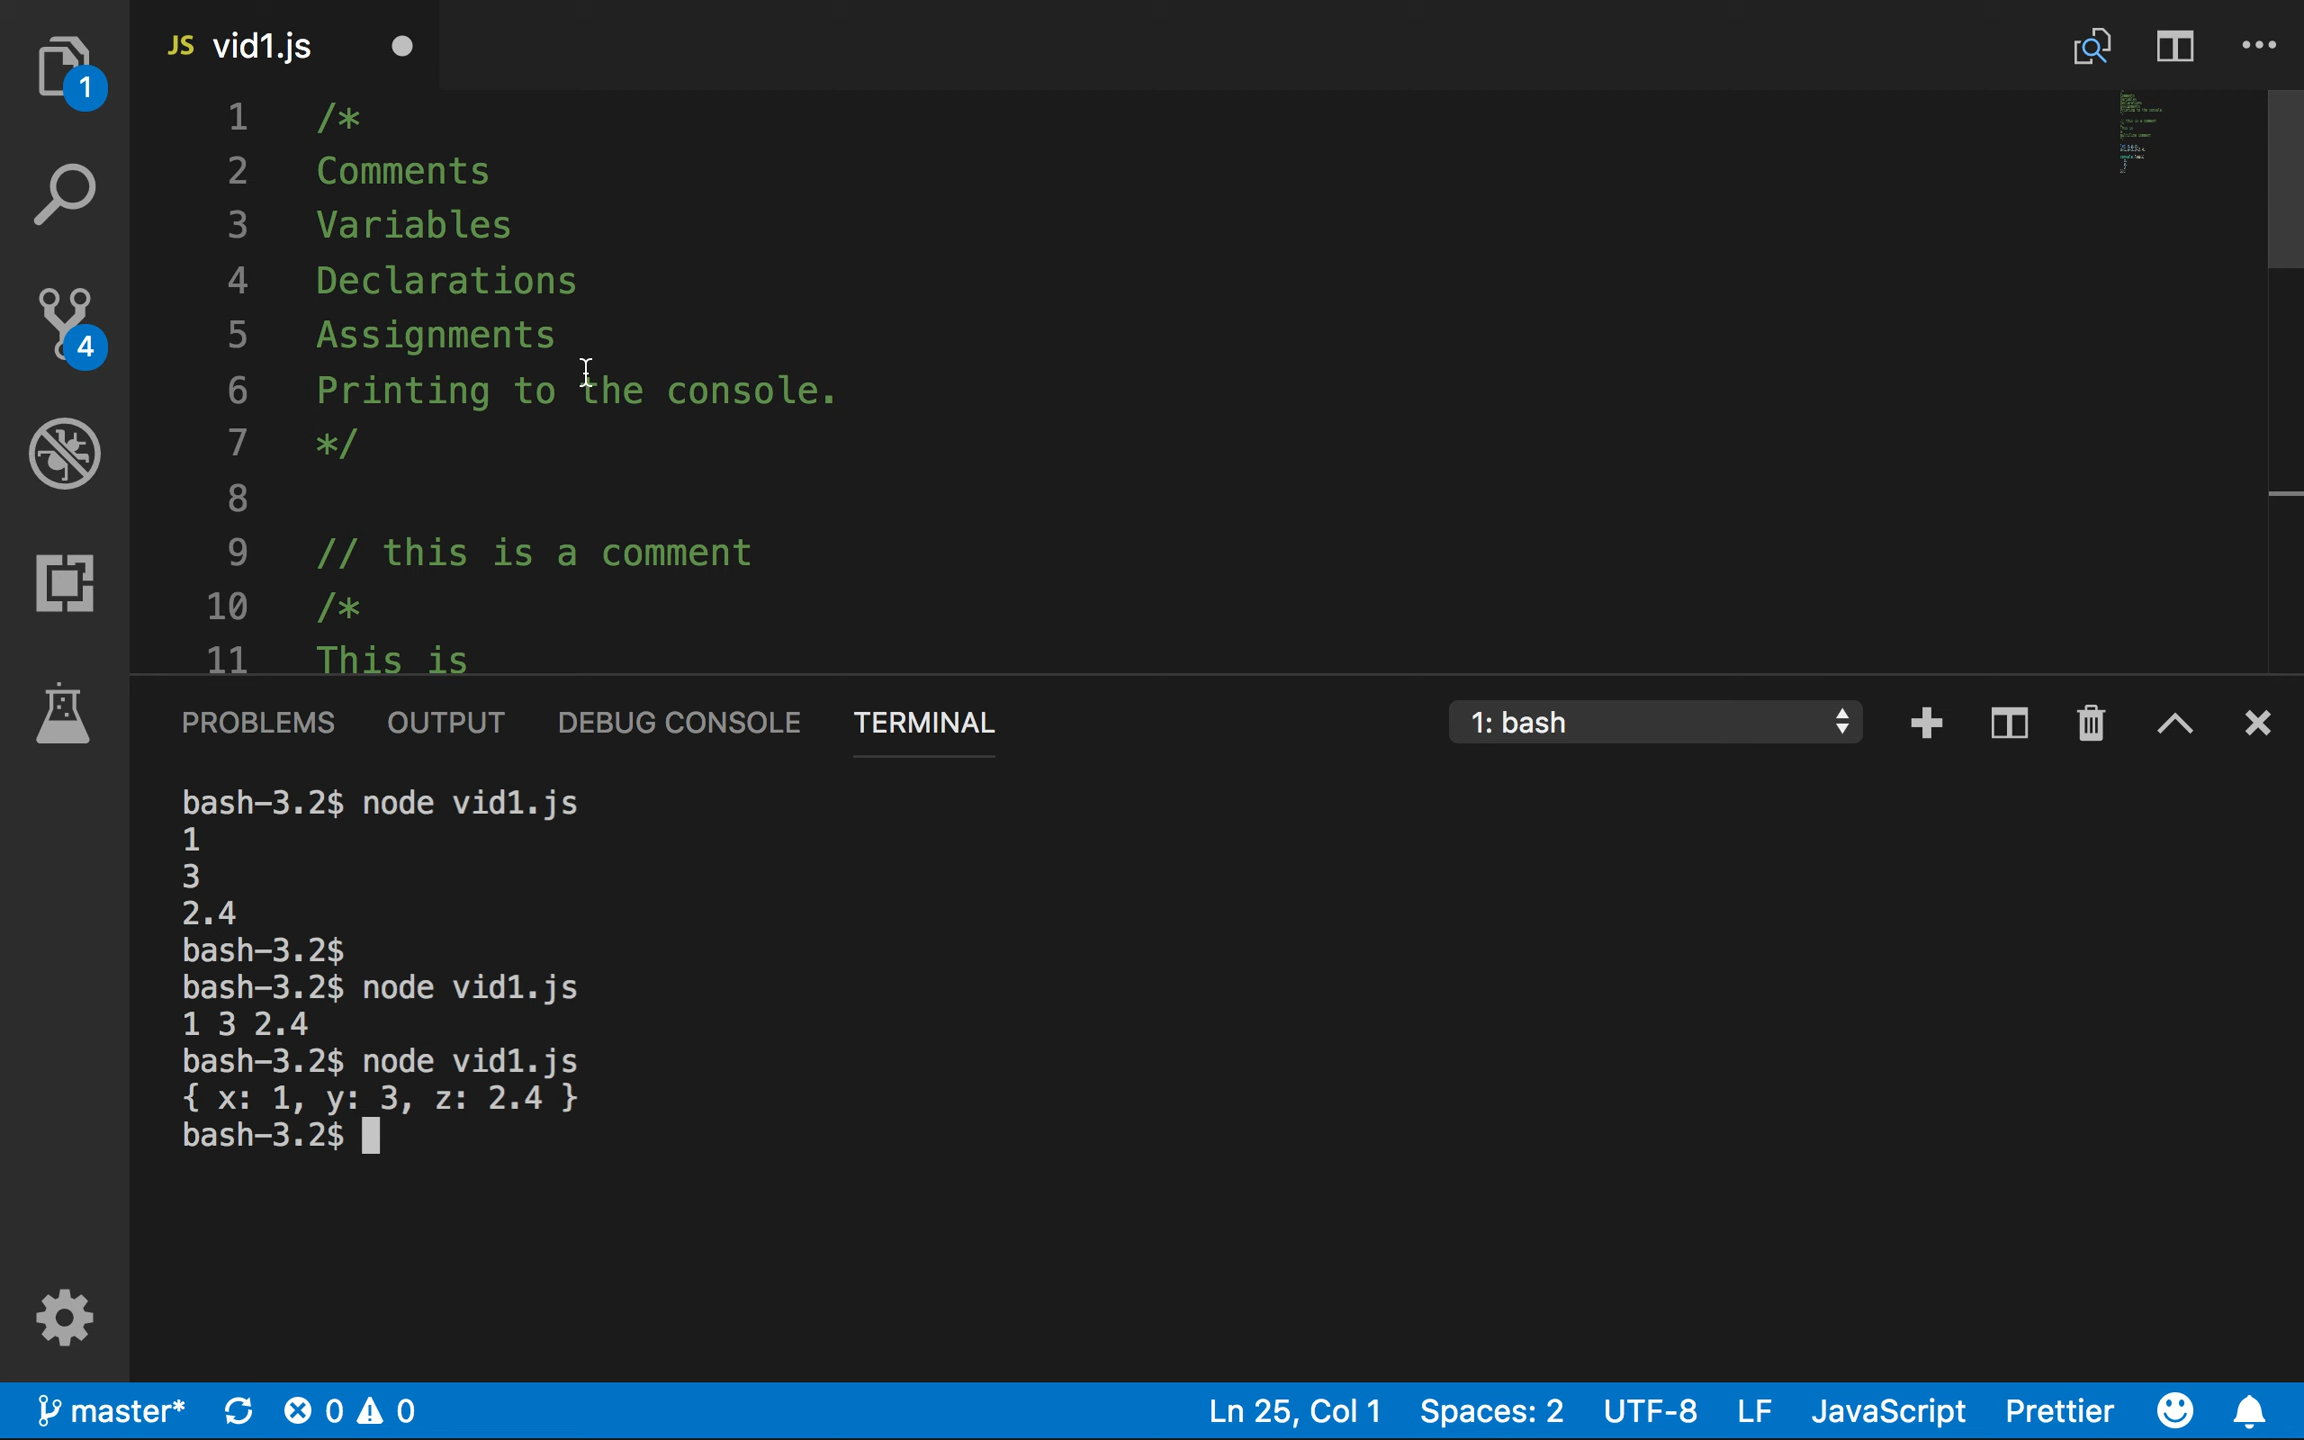 JS vid1.js
1
1 /*
2 Comments
3 Variables
4 Declarations
5 Assignments
6 Printing to the console.
7 */
8
9 // this is a comment
10 /*
11 This is
4
PROBLEMS OUTPUT DEBUG CONSOLE TERMINAL 1: bash
bash-3.2$ node vid1.js
1
3
2.4
bash-3.2$
bash-3.2$ node vid1.js
1 3 2.4
bash-3.2$ node vid1.js
{ x: 1, y: 3, z: 2.4 }
bash-3.2$
master* 0 0 Ln 25, Col 1 Spaces: 2 UTF-8 LF JavaScript Prettier